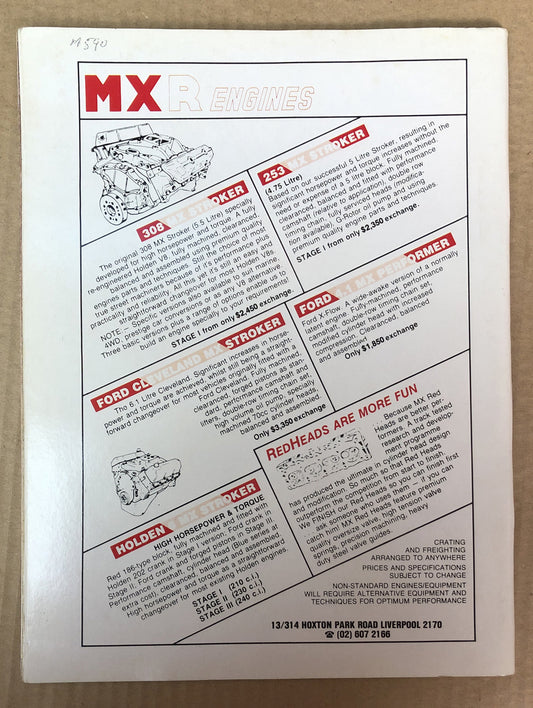 M590
MXR ENGINES
308 MX STROKER
The original 308 MX Stroker (5.5 Litre) specially
developed for high horsepower and torque. A fully
re-engineered Holden V8, fully machined, clearanced,
balanced and assembled using premium quality
engines parts and techniques. Still the choice of most
true street machiners because of it's performance plus
practicality and reliability. As this is still an easy and
straightforward changeover for most Holden V8s.
NOTE — Special versions also available to suit marine,
4WD, prestige car conversions or as V8 alternative.
Three basic versions plus a range of options enable us to
build an engine specially to your requirements!
STAGE I from only $2,450 exchange.
253 MX STROKER
(4.75 Litre)
Based on our successful 5 Litre Stroker, resulting in
significant horsepower and torque increases without the
need or expense of a 5 litre block. Fully machined,
clearanced, balanced and fitted with performance
camshaft (relative to application), double row
timing chain, fully serviced heads (modifica-
tion available), G-Rotor oil pump and using
premium quality engine parts and techniques.
STAGE I from only $2,350 exchange.
FORD CLEVELAND MX STROKER
The 6.1 Litre Cleveland. Significant increases in horse-
power and torque are achieved, whilst still being a straight-
forward changeover for most vehicles originally fitted with a
Ford Cleveland. Fully machined,
clearanced, forged pistons as stan-
dard, performance camshaft and
lifters, double-row timing chain set,
high volume oil pump, specially
machined TDC cylinder heads,
balanced and assembled.
Only $3,350 exchange
FORD X-1 MX PERFORMER
Ford X-Flow. A wide-awake version of a normally
latent engine. Fully-machined, performance
camshaft, double-row timing chain set,
modified cylinder head with increased
compression. Clearanced, balanced
and assembled.
Only $1,850 exchange.
HOLDEN 6 MX STROKER
HIGH HORSEPOWER & TORQUE
Red 186-type block, fully machined and fitted with
Holden 202 crank in Stage I version. Ford crank in
Stage II. Ford crank and forged pistons in Stage III.
Performance camshaft, cylinder head (Blue series at
extra cost), clearanced, balanced and assembled.
High horsepower and torque as a straightforward
changeover for most existing Holden engines.
STAGE I (210 c.i.)
STAGE II (230 c.i.)
STAGE III (240 c.i.)
REDHEADS ARE MORE FUN
Because MX Red
Heads are better per-
formers. A track tested
research and develop-
ment programme
has produced the ultimate in cylinder head design
and modification. So much so that Red Heads
outperform the competition from start to finish.
We FINISH our Red Heads so you can finish first
— ask someone who uses them — if you can
catch him! MX Red Heads feature premium
quality oversize valve, high tension valve
springs, precision machining, heavy
duty steel valve guides.
CRATING
AND FREIGHTING
ARRANGED TO ANYWHERE
PRICES AND SPECIFICATIONS
SUBJECT TO CHANGE
NON-STANDARD ENGINES/EQUIPMENT
WILL REQUIRE ALTERNATIVE EQUIPMENT AND
TECHNIQUES FOR OPTIMUM PERFORMANCE
13/314 HOXTON PARK ROAD LIVERPOOL 2170
☎ (02) 607 2166